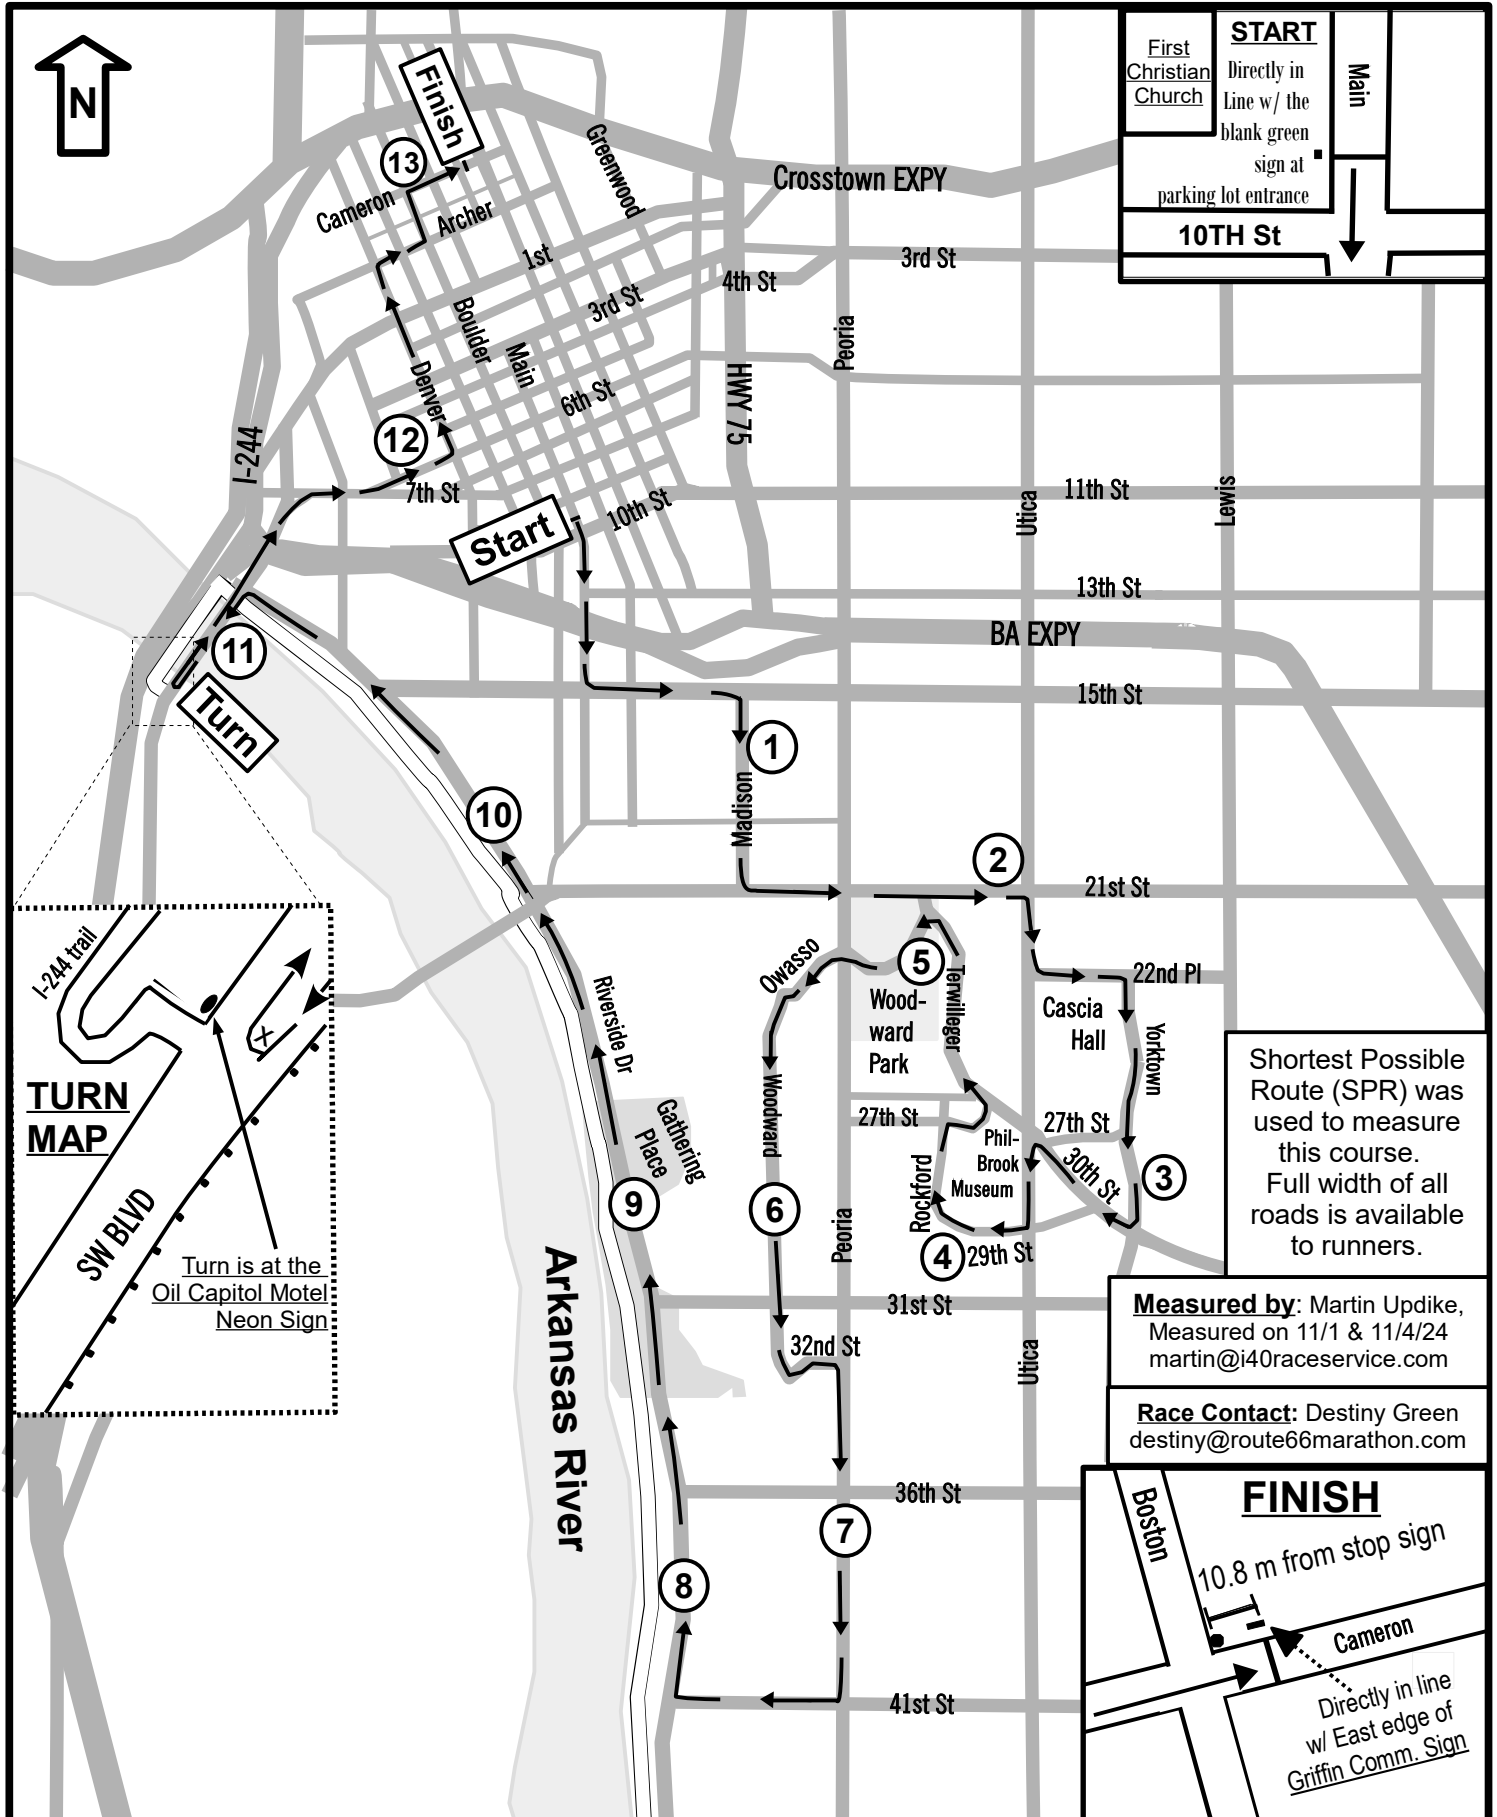 N
Finish
13
Cameron
Archer
Greenwood
Crosstown EXPY
1st
3rd St
3rd St
4th St
Boulder
Main
Denver
6th St
Peoria
HWY 75
12
I-244
7th St
10th St
11th St
Utica
Lewis
Start
13th St
BA EXPY
11
Turn
15th St
1
Madison
10
2
21st St
Owasso
5
Terwilleger
22nd Pl
Wood-
ward
Park
Cascia
Hall
Yorktown
Riverside Dr
Woodward
27th St
27th St
Gathering
Place
Phil-
Brook
Museum
30th St
3
Rockford
9
6
Peoria
4
29th St
31st St
32nd St
Utica
Arkansas River
36th St
7
8
41st St
First
Christian
Church
START
Directly in
Line w/ the
blank green
sign at
parking lot entrance
Main
10TH St
I-244 trail
X
TURN
MAP
SW BLVD
Turn is at the
Oil Capitol Motel
Neon Sign
Shortest Possible
Route (SPR) was
used to measure
this course.
Full width of all
roads is available
to runners.
Measured by: Martin Updike,
Measured on 11/1 & 11/4/24
martin@i40raceservice.com
Race Contact: Destiny Green
destiny@route66marathon.com
FINISH
Boston
10.8 m from stop sign
Cameron
Directly in line
w/ East edge of
Griffin Comm. Sign